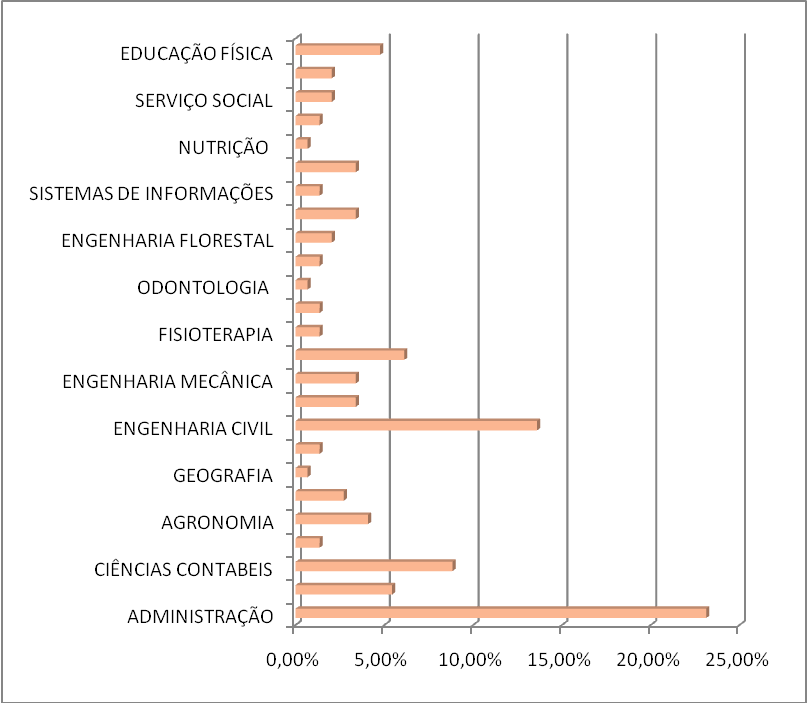 EDUCAÇÃO FÍSICA
SERVIÇO SOCIAL
NUTRIÇÃO
SISTEMAS DE INFORMAÇÕES
ENGENHARIA FLORESTAL
ODONTOLOGIA
FISIOTERAPIA
ENGENHARIA MECÂNICA
ENGENHARIA CIVIL
GEOGRAFIA
AGRONOMIA
CIÊNCIAS CONTABEIS
ADMINISTRAÇÃO
0,00% 5,00% 10,00% 15,00% 20,00% 25,00%